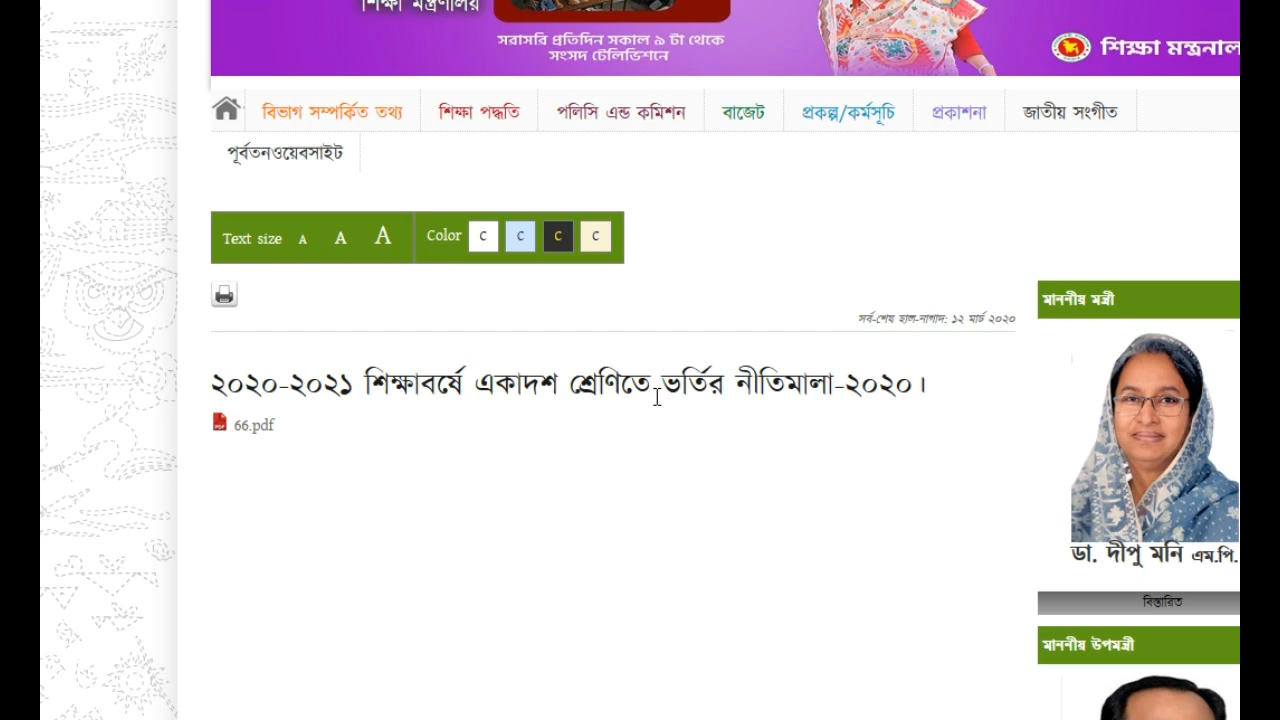 শিক্ষা মন্ত্রণালয়
সরাসরি প্রতিদিন সকাল ৯ টা থেকে
সংসদ টেলিভিশনে
শিক্ষা মন্ত্রনাল
বিভাগ সম্পর্কিত তথ্য
শিক্ষা পদ্ধতি
পলিসি এন্ড কমিশন
বাজেট
প্রকল্প/কর্মসূচি
প্রকাশনা
জাতীয় সংগীত
পূর্বতনওয়েবসাইট
Text size A A A Color C C C C
সর্ব-শেষ হাল-নাগাদ: ১২ মার্চ ২০২০
২০২০-২০২১ শিক্ষাবর্ষে একাদশ শ্রেণিতে ভর্তির নীতিমালা-২০২০।
66.pdf
মাননীয় মন্ত্রী
ডা. দীপু মনি এম.পি.
বিস্তারিত
মাননীয় উপমন্ত্রী